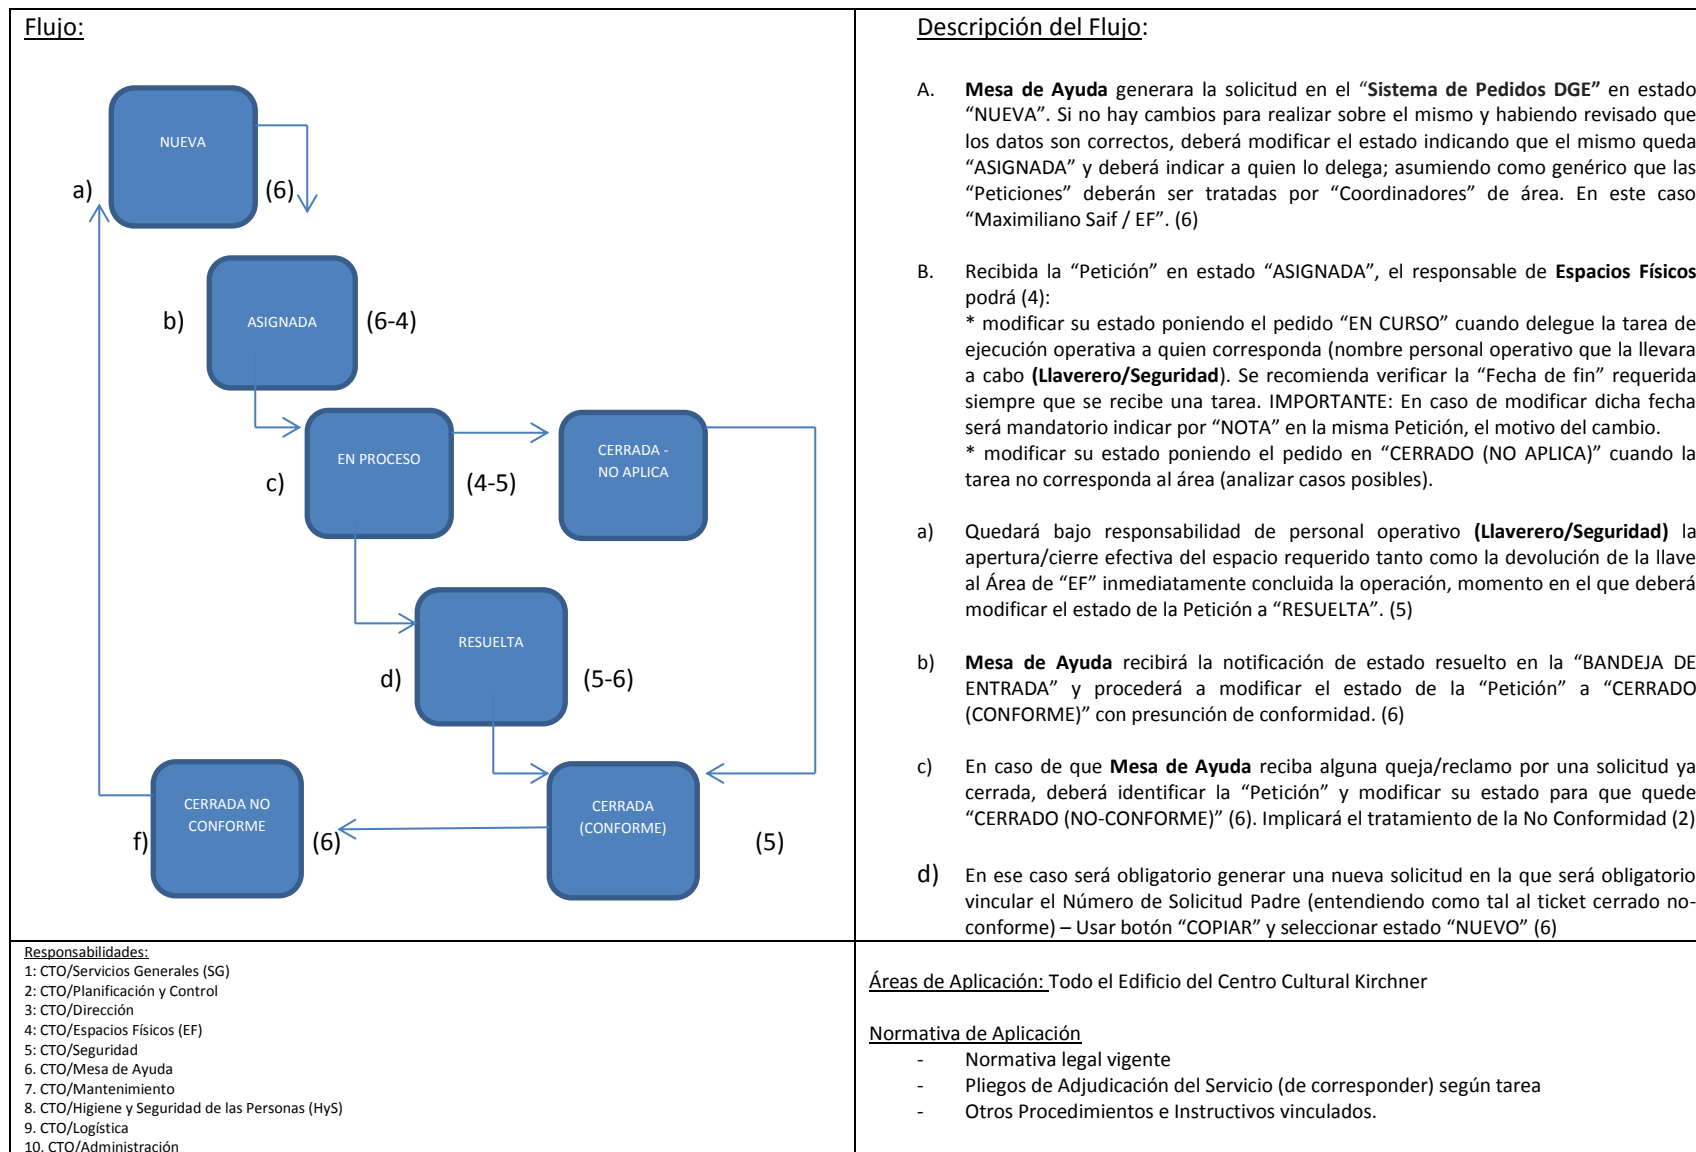 Flujo:
NUEVA
a)
(6)
b)
ASIGNADA
(6-4)
EN PROCESO
c)
(4-5)
CERRADA -
NO APLICA
RESUELTA
d)
(5-6)
CERRADA NO
CONFORME
f)
(6)
CERRADA
(CONFORME)
(5)
Descripción del Flujo:
A. Mesa de Ayuda generara la solicitud en el “Sistema de Pedidos DGE” en estado
“NUEVA”. Si no hay cambios para realizar sobre el mismo y habiendo revisado que
los datos son correctos, deberá modificar el estado indicando que el mismo queda
“ASIGNADA” y deberá indicar a quien lo delega; asumiendo como genérico que las
“Peticiones” deberán ser tratadas por “Coordinadores” de área. En este caso
“Maximiliano Saif / EF”. (6)
B. Recibida la “Petición” en estado “ASIGNADA”, el responsable de Espacios Físicos
podrá (4):
* modificar su estado poniendo el pedido “EN CURSO” cuando delegue la tarea de
ejecución operativa a quien corresponda (nombre personal operativo que la llevara
a cabo (Llaverero/Seguridad). Se recomienda verificar la “Fecha de fin” requerida
siempre que se recibe una tarea. IMPORTANTE: En caso de modificar dicha fecha
será mandatorio indicar por “NOTA” en la misma Petición, el motivo del cambio.
* modificar su estado poniendo el pedido en “CERRADO (NO APLICA)” cuando la
tarea no corresponda al área (analizar casos posibles).
a) Quedará bajo responsabilidad de personal operativo (Llaverero/Seguridad) la
apertura/cierre efectiva del espacio requerido tanto como la devolución de la llave
al Área de “EF” inmediatamente concluida la operación, momento en el que deberá
modificar el estado de la Petición a “RESUELTA”. (5)
b) Mesa de Ayuda recibirá la notificación de estado resuelto en la “BANDEJA DE
ENTRADA” y procederá a modificar el estado de la “Petición” a “CERRADO
(CONFORME)” con presunción de conformidad. (6)
c) En caso de que Mesa de Ayuda reciba alguna queja/reclamo por una solicitud ya
cerrada, deberá identificar la “Petición” y modificar su estado para que quede
“CERRADO (NO-CONFORME)” (6). Implicará el tratamiento de la No Conformidad (2)
d) En ese caso será obligatorio generar una nueva solicitud en la que será obligatorio
vincular el Número de Solicitud Padre (entendiendo como tal al ticket cerrado no-
conforme) – Usar botón “COPIAR” y seleccionar estado “NUEVO” (6)
Responsabilidades:
1: CTO/Servicios Generales (SG)
2: CTO/Planificación y Control
3: CTO/Dirección
4: CTO/Espacios Físicos (EF)
5: CTO/Seguridad
6. CTO/Mesa de Ayuda
7. CTO/Mantenimiento
8. CTO/Higiene y Seguridad de las Personas (HyS)
9. CTO/Logística
10. CTO/Administración
Áreas de Aplicación: Todo el Edificio del Centro Cultural Kirchner
Normativa de Aplicación
- Normativa legal vigente
- Pliegos de Adjudicación del Servicio (de corresponder) según tarea
- Otros Procedimientos e Instructivos vinculados.